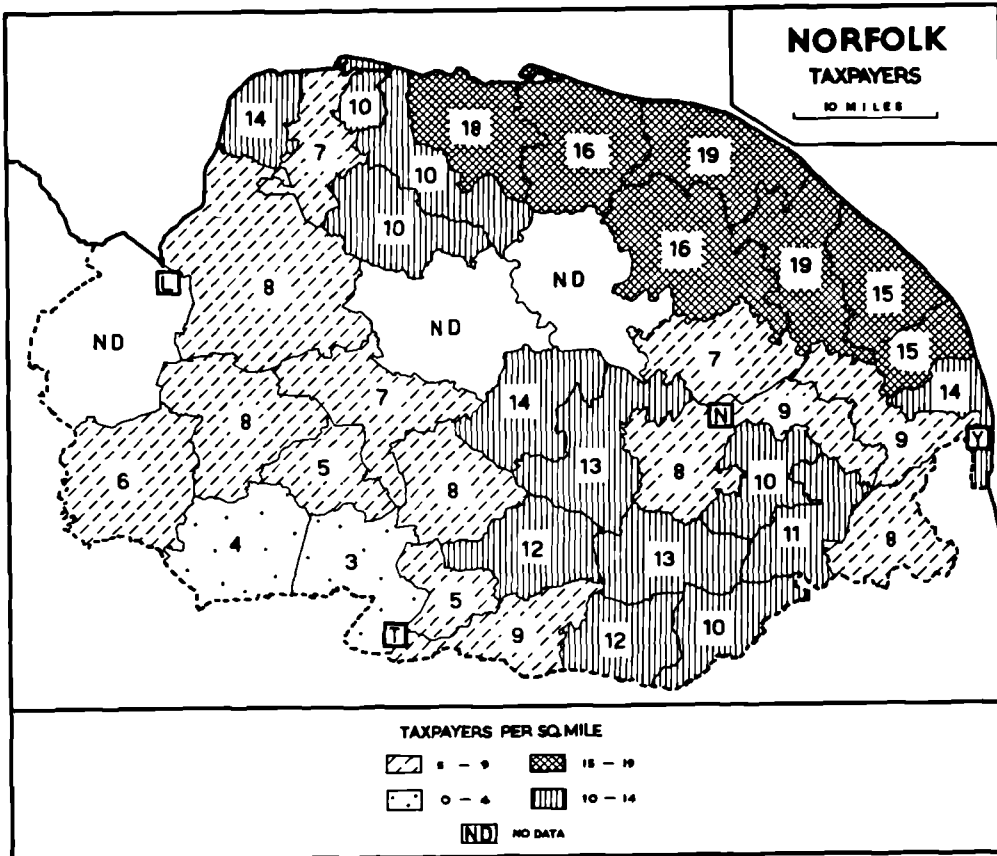 NORFOLK
TAXPAYERS
10 MILES
14
10
7
18
16
19
10
10
16
19
15
L
8
ND
ND
ND
15
7
14
7
14
N
9
Y
8
9
6
5
8
13
8
10
4
3
12
13
11
8
5
T
9
12
10
TAXPAYERS PER SQ.MILE
5 – 9
15 – 19
0 – 4
10 – 14
ND NO DATA